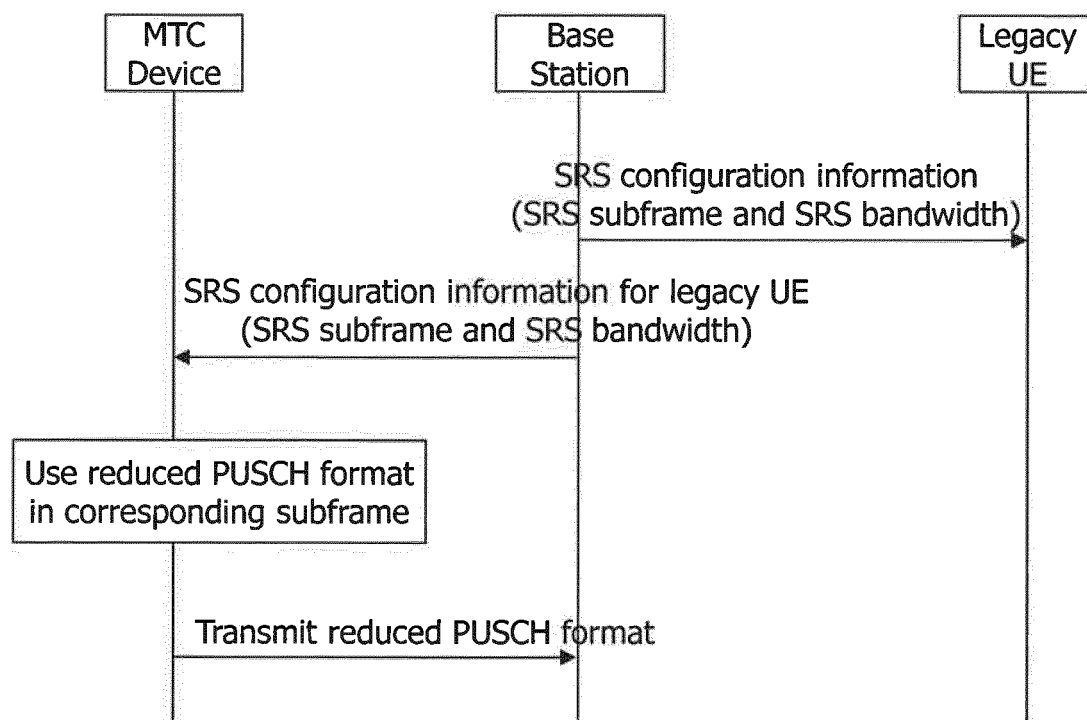 MTC
Device
Base
Station
Legacy
UE
SRS configuration information
(SRS subframe and SRS bandwidth)
SRS configuration information for legacy UE
(SRS subframe and SRS bandwidth)
Use reduced PUSCH format
in corresponding subframe
Transmit reduced PUSCH format